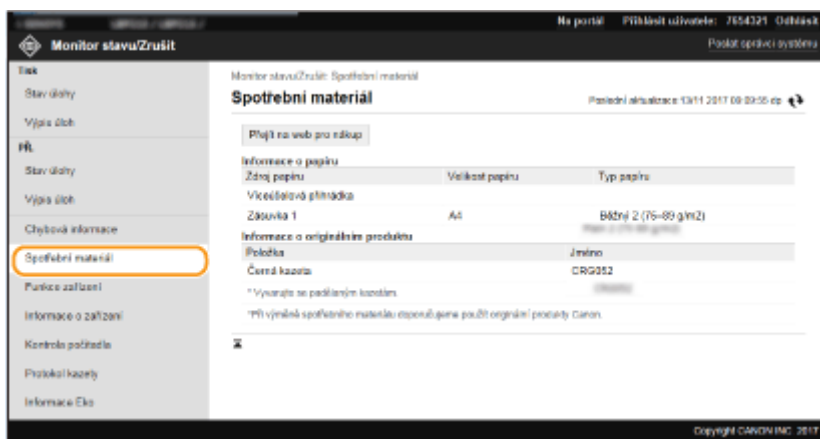 Na portál Přihlásit uživatele: 7654321 Odhlásit
Monitor stavu/Zrušit
Poslat správci systému
Tisk
Stav úlohy
Výpis úloh
Příj.
Stav úlohy
Výpis úloh
Chybová informace
Spotřební materiál
Funkce zařízení
Informace o zařízení
Kontrola počitadla
Protokol kazety
Informace Eko
Monitor stavu/Zrušit: Spotřební materiál
Spotřební materiál
Poslední aktualizace 13/11 2017 09:09:55 dp
Přejít na web pro nákup
Informace o papíru
Zdroj papíru Velikost papíru Typ papíru
Víceúčelová přihrádka
Zásuvka 1 A4 Běžný 2 (76–89 g/m2)
Informace o originálním produktu
Položka Jméno
Černá kazeta CRG052
* Vyvarujte se padělaným kazetám.
*Při výměně spotřebního materiálu doporučujeme použít originální produkty Canon.
Copyright CANON INC. 2017